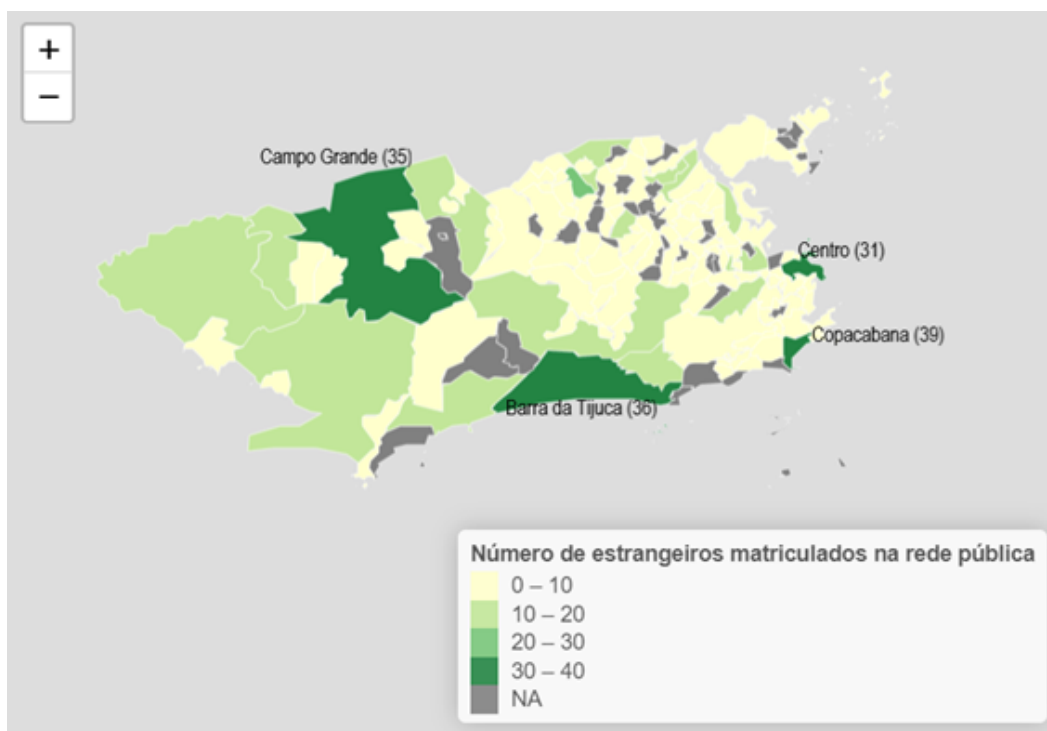 +
−
Campo Grande (35)
Centro (31)
Copacabana (39)
Barra da Tijuca (36)
Número de estrangeiros matriculados na rede pública
0 – 10
10 – 20
20 – 30
30 – 40
NA